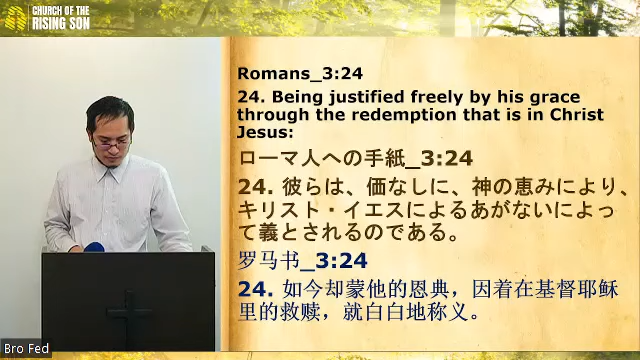 CHURCH OF THE
RISING SON
Romans_3:24
24. Being justified freely by his grace
through the redemption that is in Christ
Jesus:
ローマ人への手紙_3:24
24. 彼らは、価なしに、神の恵みにより、
キリスト・イエスによるあがないによっ
て義とされるのである。
罗马书_3:24
24. 如今却蒙他的恩典，因着在基督耶稣
里的救赎，就白白地称义。
Bro Fed